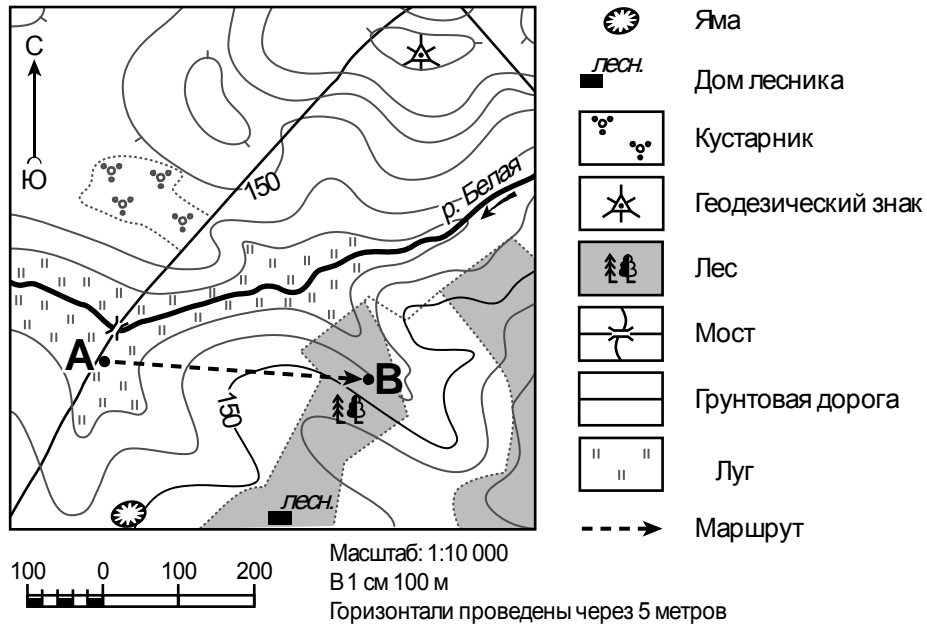 С
Ю
150
р. Белая
А
В
150
лесн.
Яма
лесн.
Дом лесника
Кустарник
Геодезический знак
Лес
Мост
Грунтовая дорога
Луг
Маршрут
100 0 100 200
Масштаб: 1:10 000
В 1 см 100 м
Горизонтали проведены через 5 метров